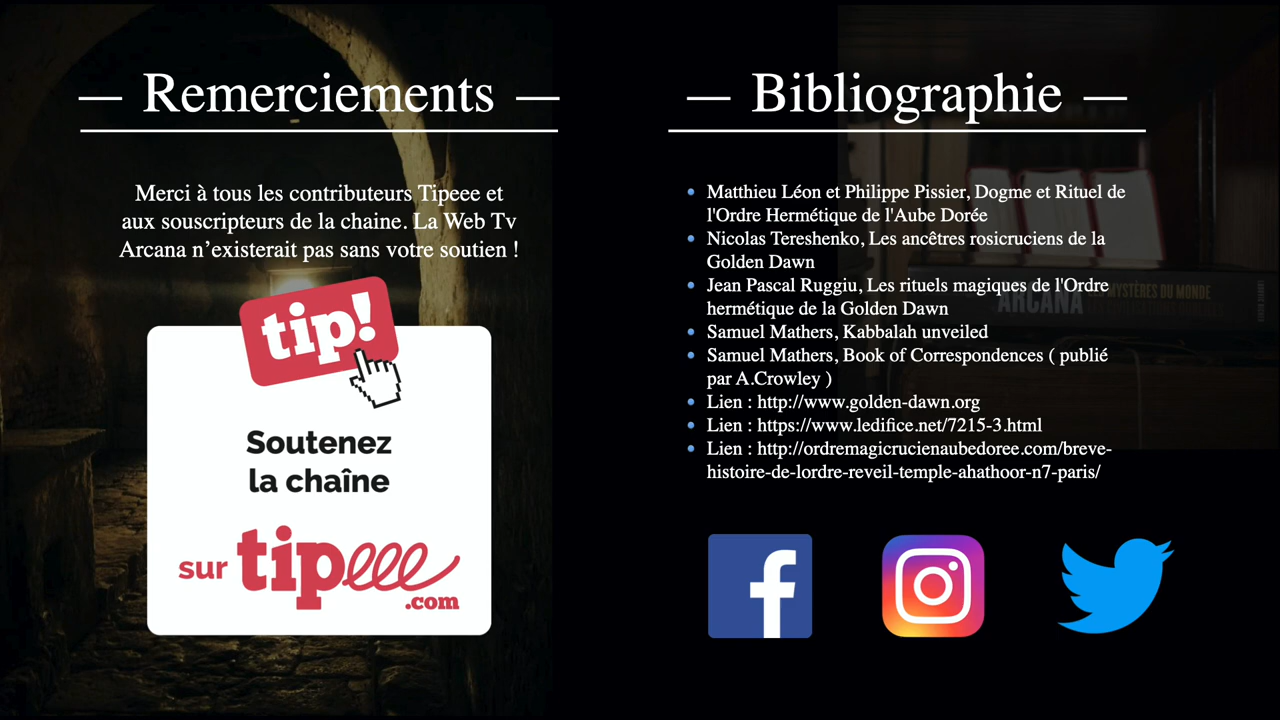 — Remerciements —
Merci à tous les contributeurs Tipeee et
aux souscripteurs de la chaine. La Web Tv
Arcana n’existerait pas sans votre soutien !
tip!
Soutenez
la chaîne
sur tipeee
.com
— Bibliographie —
Matthieu Léon et Philippe Pissier, Dogme et Rituel de
l'Ordre Hermétique de l'Aube Dorée
Nicolas Tereshenko, Les ancêtres rosicruciens de la
Golden Dawn
Jean Pascal Ruggiu, Les rituels magiques de l'Ordre
hermétique de la Golden Dawn
Samuel Mathers, Kabbalah unveiled
Samuel Mathers, Book of Correspondences ( publié
par A.Crowley )
Lien : http://www.golden-dawn.org
Lien : https://www.ledifice.net/7215-3.html
Lien : http://ordremagicrucienaubedoree.com/breve-
histoire-de-lordre-reveil-temple-ahathoor-n7-paris/
ARCANA LES MYSTÈRES DU MONDE